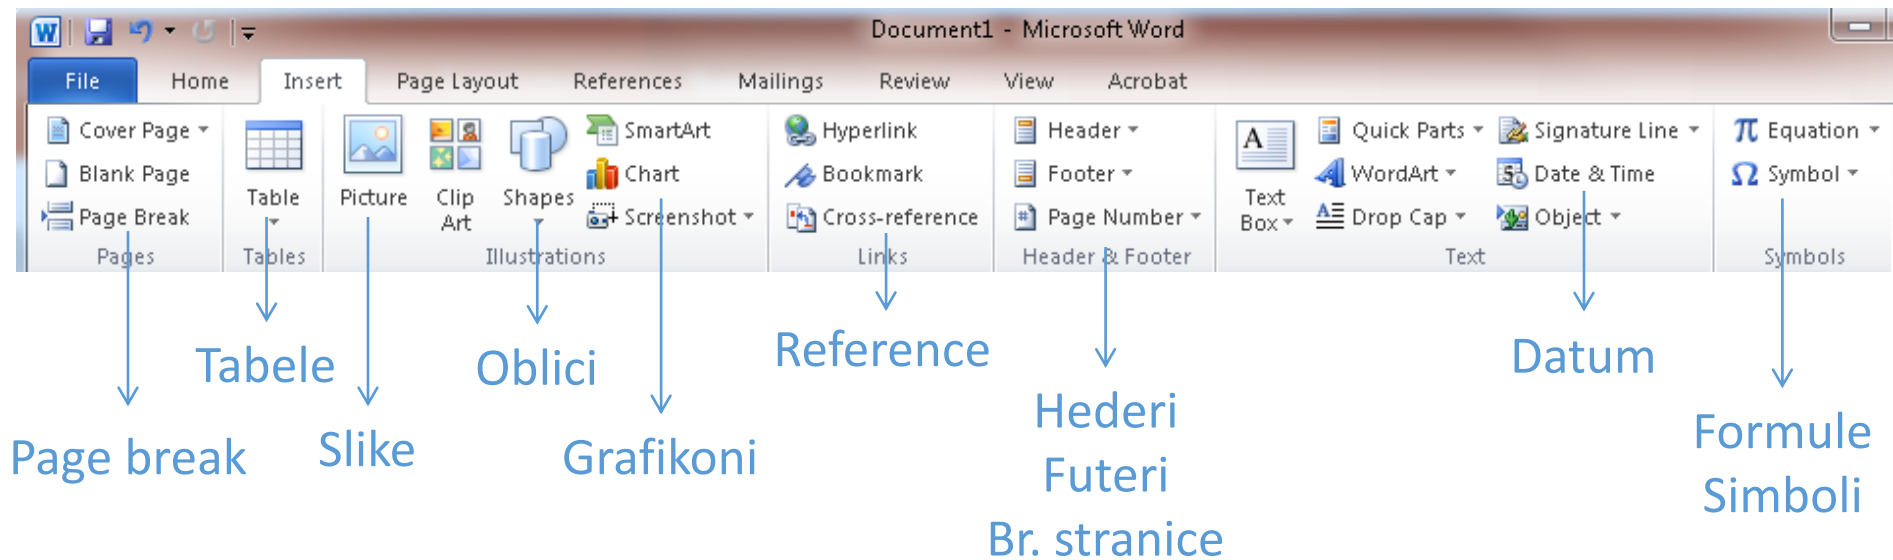 W
Document1 - Microsoft Word
File Home Insert Page Layout References Mailings Review View Acrobat
Cover Page
Blank Page
Page Break
Pages
Table
Tables
Picture
Clip
Art
Shapes
SmartArt
Chart
Screenshot
Illustrations
Hyperlink
Bookmark
Cross-reference
Links
Header
Footer
# Page Number
Header & Footer
A
Text
Box
Quick Parts
A WordArt
A Drop Cap
Signature Line
5 Date & Time
Object
Text
π Equation
Ω Symbol
Symbols
Page break
Tabele
Slike
Oblici
Grafikoni
Reference
Hederi
Futeri
Br. stranice
Datum
Formule
Simboli